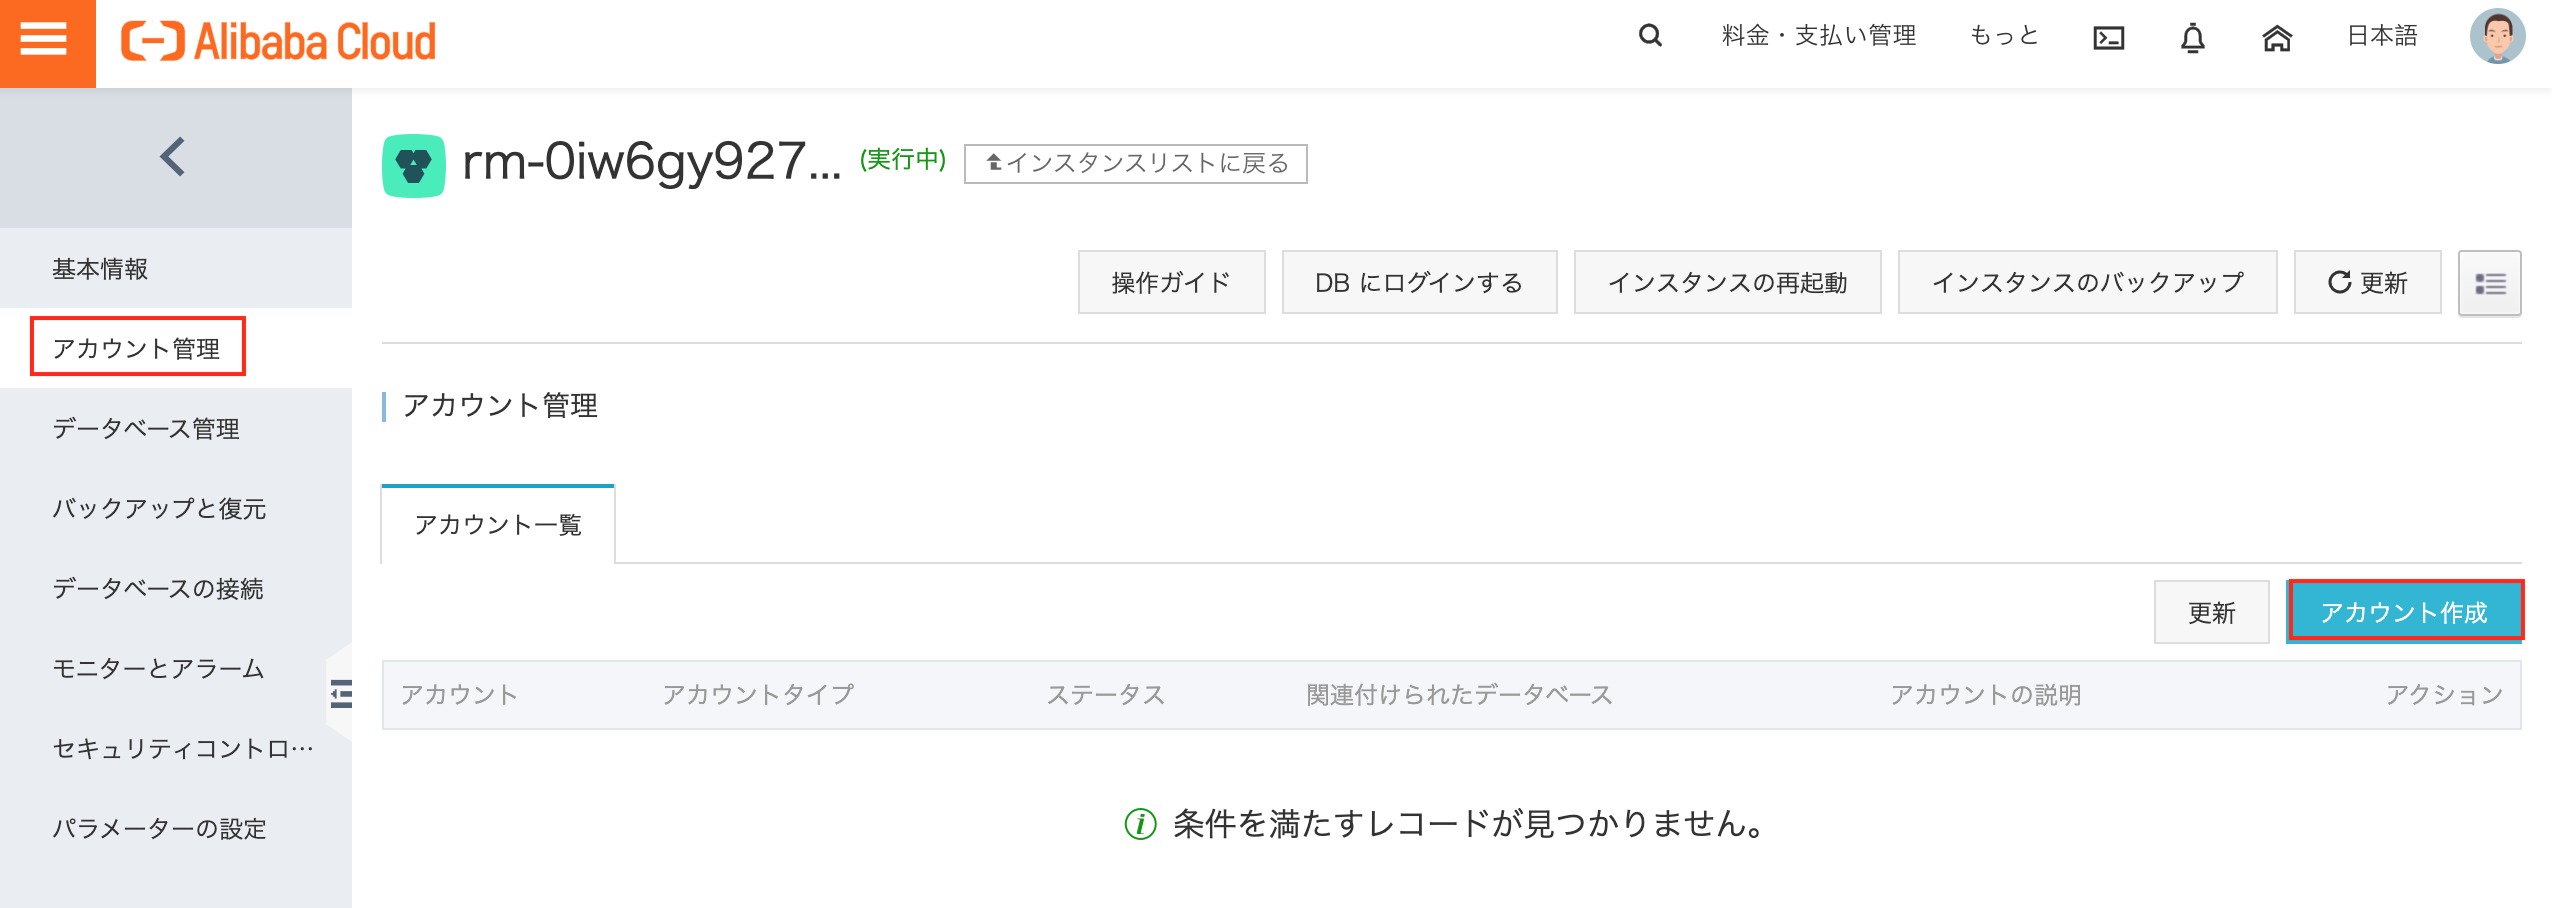 Alibaba Cloud
料金・支払い管理
もっと
日本語
rm-0iw6gy927...
(実行中)
インスタンスリストに戻る
基本情報
アカウント管理
データベース管理
バックアップと復元
データベースの接続
モニターとアラーム
セキュリティコントロ…
パラメーターの設定
操作ガイド
DB にログインする
インスタンスの再起動
インスタンスのバックアップ
更新
アカウント管理
アカウント一覧
更新
アカウント作成
アカウント
アカウントタイプ
ステータス
関連付けられたデータベース
アカウントの説明
アクション
条件を満たすレコードが見つかりません。